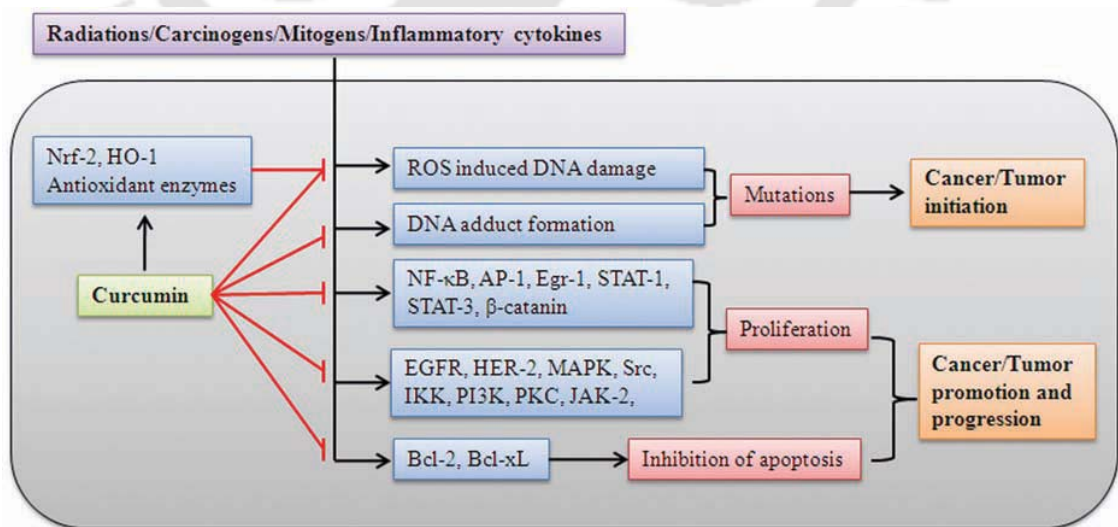 Radiations/Carcinogens/Mitogens/Inflammatory cytokines
Nrf-2, HO-1
Antioxidant enzymes
Curcumin
ROS induced DNA damage
DNA adduct formation
NF-κB, AP-1, Egr-1, STAT-1,
STAT-3, β-catanin
EGFR, HER-2, MAPK, Src,
IKK, PI3K, PKC, JAK-2,
Bcl-2, Bcl-xL
Mutations
Proliferation
Inhibition of apoptosis
Cancer/Tumor
initiation
Cancer/Tumor
promotion and
progression